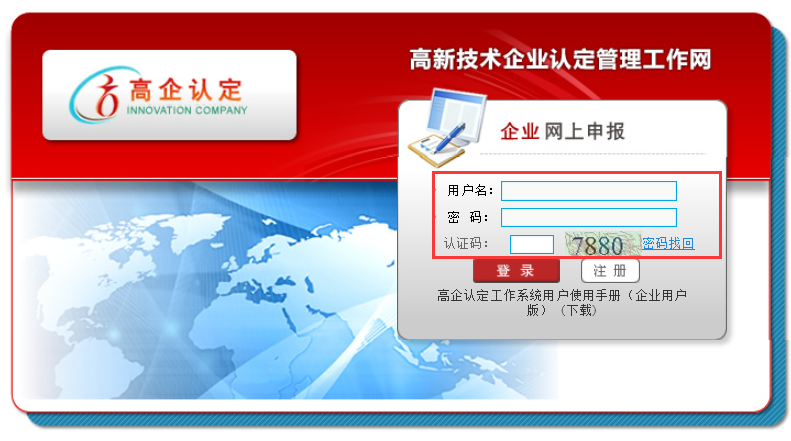 高新技术企业认定管理工作网
高企认定
INNOVATION COMPANY
企业 网上申报
用户名：
密 码：
认证码： 7880 密码找回
登 录 注 册
高企认定工作系统用户使用手册（企业用户
版）（下载）